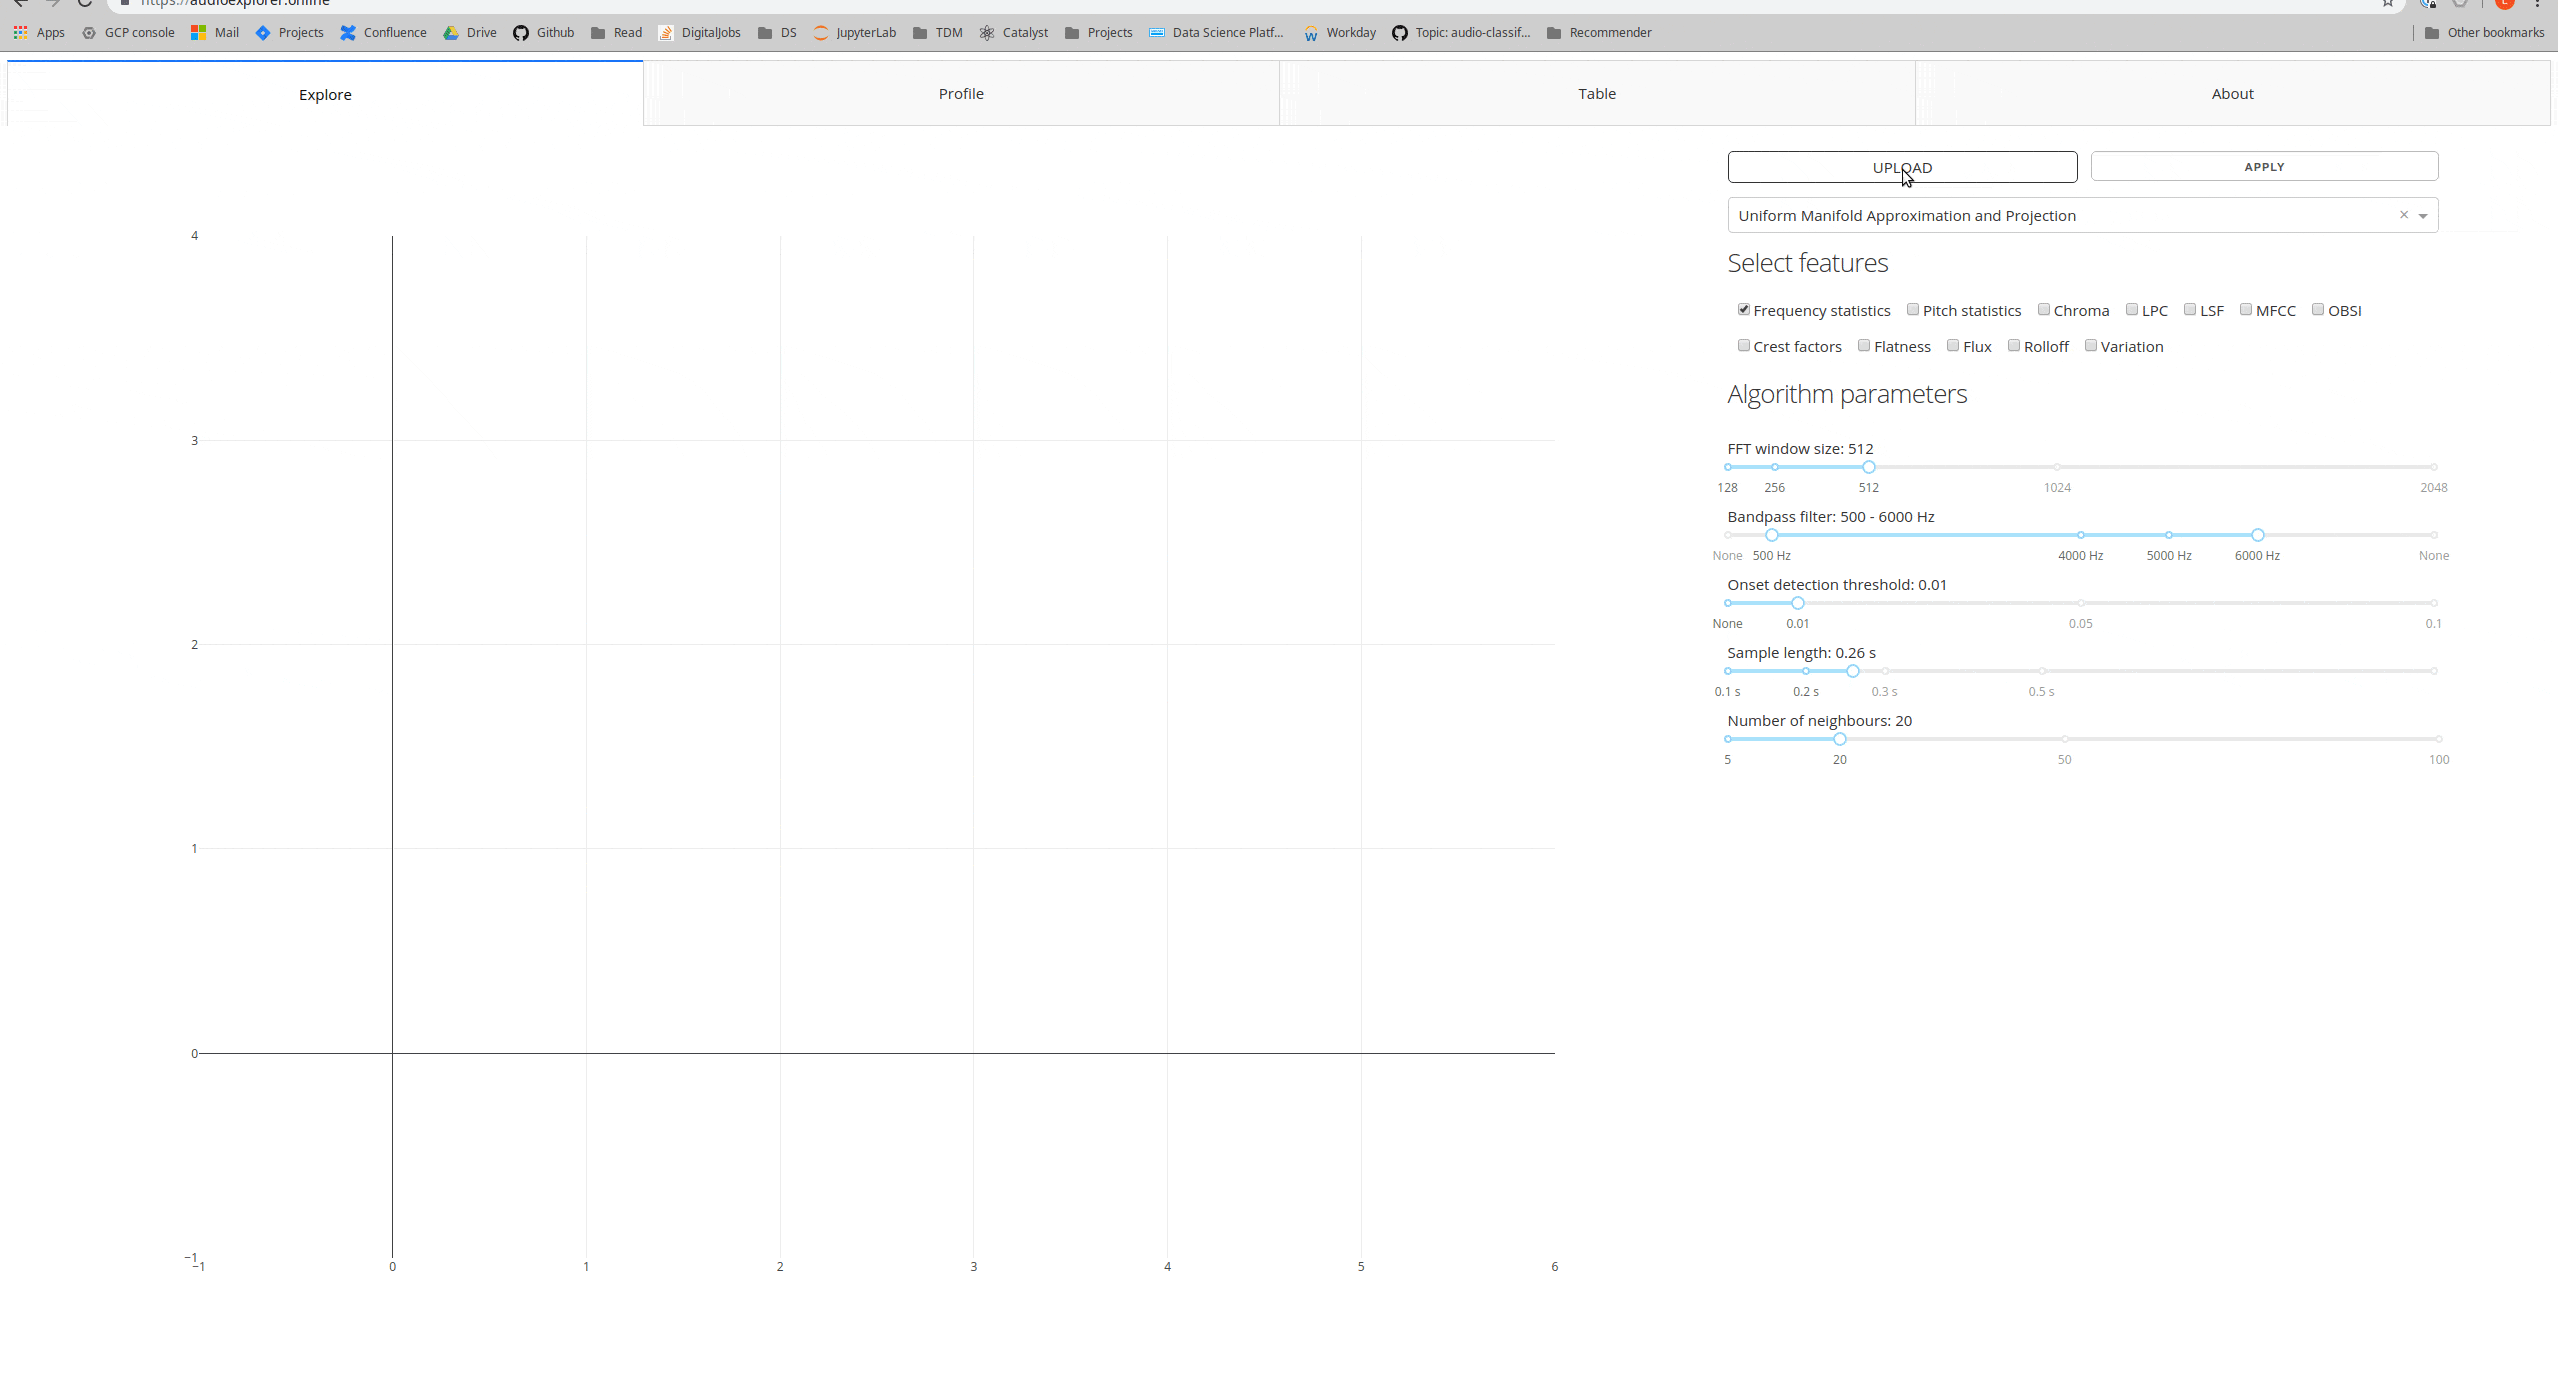 https://audioexplorer.online
Apps GCP console Mail Projects Confluence Drive Github Read DigitalJobs DS JupyterLab TDM Catalyst Projects Data Science Platf... Workday Topic: audio-classif... Recommender Other bookmarks
Explore Profile Table About
UPLOAD APPLY
Uniform Manifold Approximation and Projection
Select features
Frequency statistics Pitch statistics Chroma LPC LSF MFCC OBSI
Crest factors Flatness Flux Rolloff Variation
Algorithm parameters
FFT window size: 512
128 256 512 1024 2048
Bandpass filter: 500 - 6000 Hz
None 500 Hz 4000 Hz 5000 Hz 6000 Hz None
Onset detection threshold: 0.01
None 0.01 0.05 0.1
Sample length: 0.26 s
0.1 s 0.2 s 0.3 s 0.5 s
Number of neighbours: 20
5 20 50 100
4
3
2
1
0
−1
−1 0 1 2 3 4 5 6